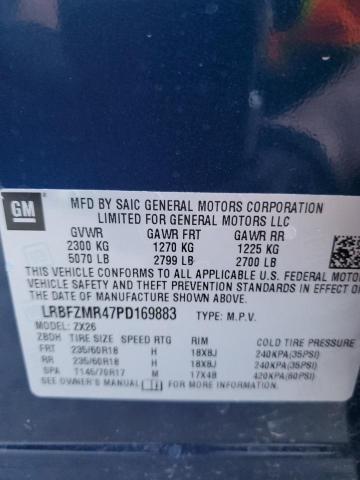 GM
MFD BY SAIC GENERAL MOTORS CORPORATION
LIMITED FOR GENERAL MOTORS LLC
GVWR GAWR FRT GAWR RR
2300 KG 1270 KG 1225 KG
5070 LB 2799 LB 2700 LB
THIS VEHICLE CONFORMS TO ALL APPLICABLE U.S. FEDERAL MOTOR
VEHICLE SAFETY AND THEFT PREVENTION STANDARDS IN EFFECT
ON THE DATE OF MANUFACTURE SHOWN ABOVE.
LRBFZMR47PD169883 TYPE: M.P.V.
MODEL: ZX26
ZBDH TIRE SIZE SPEED RTG RIM COLD TIRE PRESSURE
FRT 235/60R18 H 18X8J 240KPA(35PSI)
RR 235/60R18 H 18X8J 240KPA(35PSI)
SPA T145/70R17 M 17X4B 420KPA(60PSI)
SEE OWNER'S MANUAL FOR MORE INFORMATION.